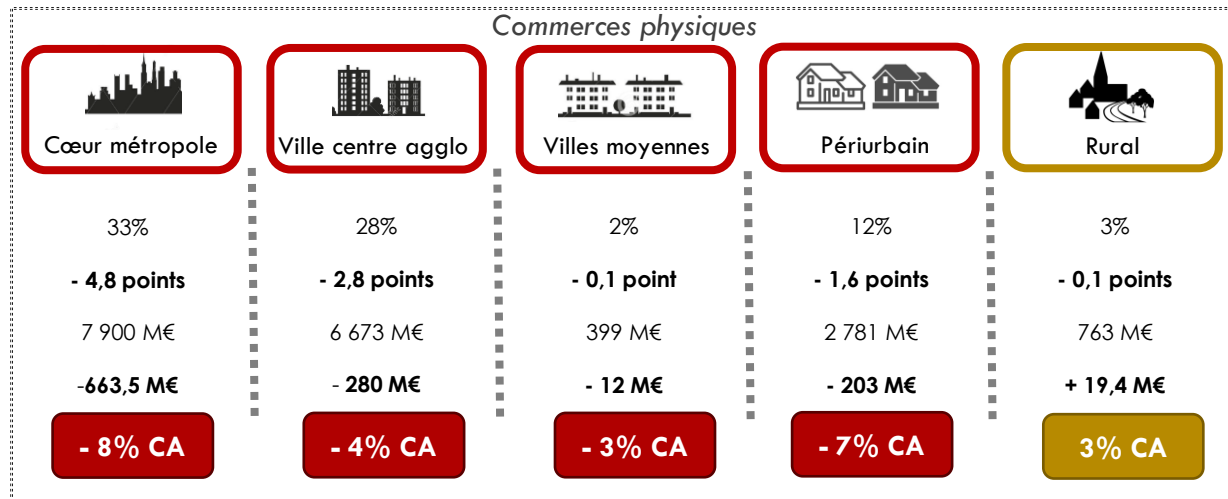 Commerces physiques
Cœur métropole
Ville centre agglo
Villes moyennes
Périurbain
Rural
33%
28%
2%
12%
3%
- 4,8 points
- 2,8 points
- 0,1 point
- 1,6 points
- 0,1 points
7 900 M€
6 673 M€
399 M€
2 781 M€
763 M€
-663,5 M€
- 280 M€
- 12 M€
- 203 M€
+ 19,4 M€
- 8% CA
- 4% CA
- 3% CA
- 7% CA
3% CA